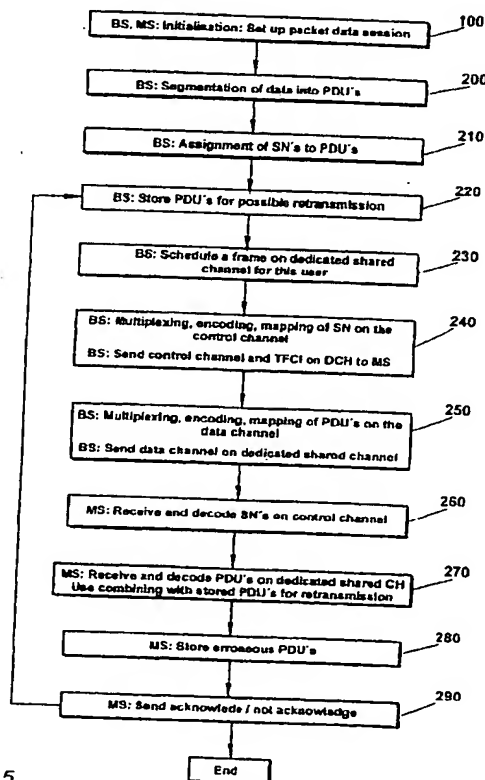 BS, MS: Initialisation: Set up packet data session
100
BS: Segmentation of data into PDU's
200
BS: Assignment of SN's to PDU's
210
BS: Store PDU's for possible retransmission
220
BS: Schedule a frame on dedicated shared
channel for this user
230
BS: Multiplexing, encoding, mapping of SN on the
control channel
BS: Send control channel and TFCI on DCH to MS
240
BS: Multiplexing, encoding, mapping of PDU's on the
data channel
BS: Send data channel on dedicated shared channel
250
MS: Receive and decode SN's on control channel
260
MS: Receive and decode PDU's on dedicated shared CH
Use combining with stored PDU's for retransmission
270
MS: Store erroneous PDU's
280
MS: Send acknowlede / not acknowledge
290
End
5